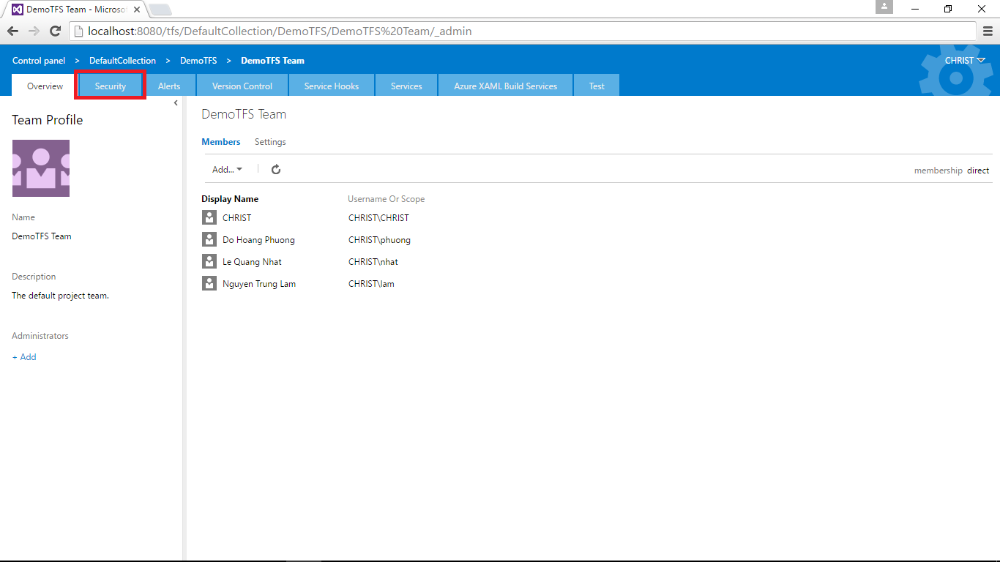 DemoTFS Team - Microso
localhost:8080/tfs/DefaultCollection/DemoTFS/DemoTFS%20Team/_admin
Control panel > DefaultCollection > DemoTFS > DemoTFS Team
CHRIST
Overview Security Alerts Version Control Service Hooks Services Azure XAML Build Services Test
Team Profile
Name
DemoTFS Team
Description
The default project team.
Administrators
+ Add
DemoTFS Team
Members Settings
Add...
membership direct
Display Name Username Or Scope
CHRIST CHRIST\CHRIST
Do Hoang Phuong CHRIST\phuong
Le Quang Nhat CHRIST\nhat
Nguyen Trung Lam CHRIST\lam